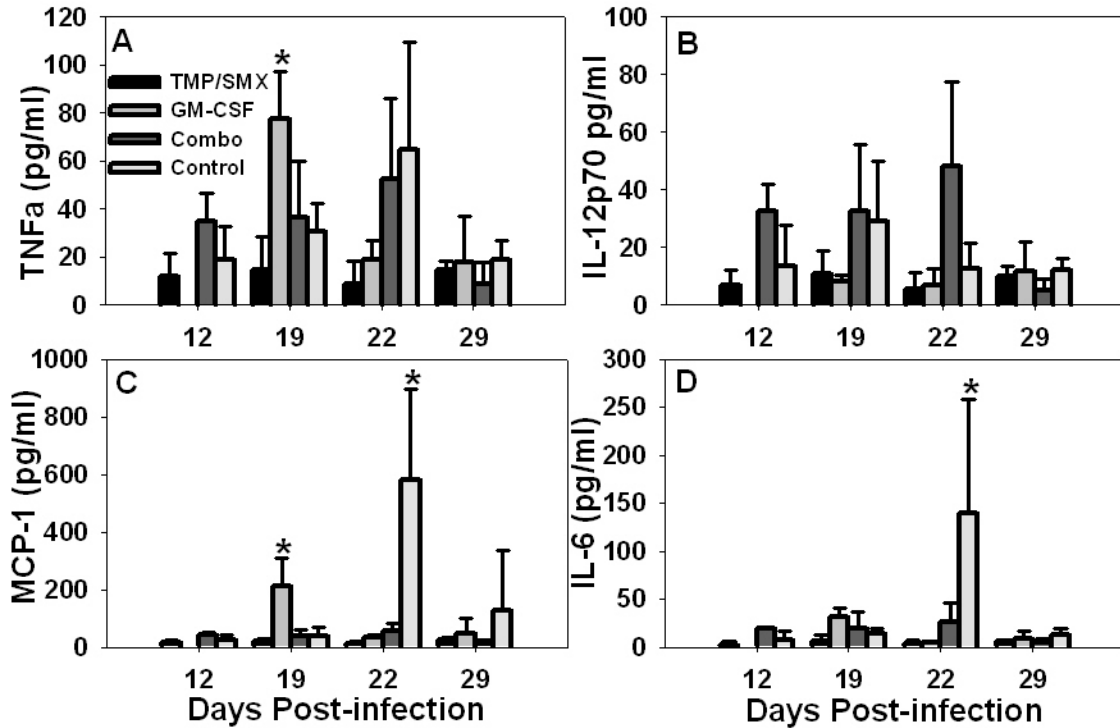 A
TMP/SMX
GM-CSF
Combo
Control
*
TNFa (pg/ml)
120
100
80
60
40
20
0
12 19 22 29
B
IL-12p70 pg/ml
100
80
60
40
20
0
12 19 22 29
C
*
*
MCP-1 (pg/ml)
1000
800
600
400
200
0
12 19 22 29
Days Post-infection
D
*
IL-6 (pg/ml)
300
250
200
150
100
50
0
12 19 22 29
Days Post-infection